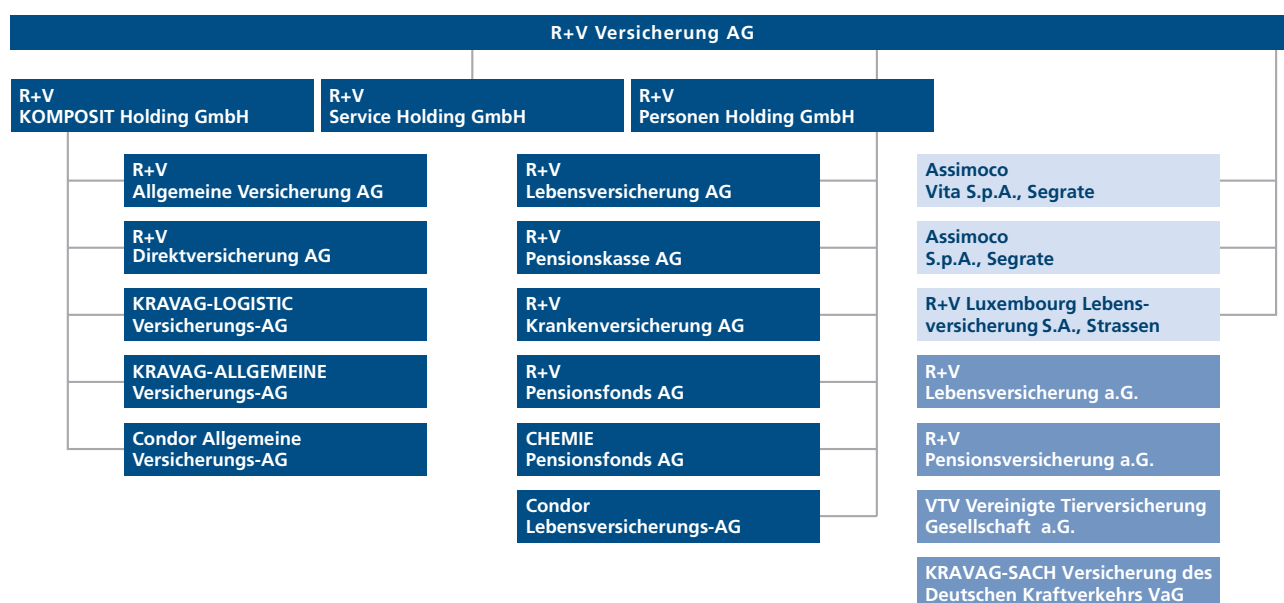 R+V Versicherung AG
R+V
KOMPOSIT Holding GmbH
R+V
Service Holding GmbH
R+V
Personen Holding GmbH
R+V
Allgemeine Versicherung AG
R+V
Direktversicherung AG
KRAVAG-LOGISTIC
Versicherungs-AG
KRAVAG-ALLGEMEINE
Versicherungs-AG
Condor Allgemeine
Versicherungs-AG
R+V
Lebensversicherung AG
R+V
Pensionskasse AG
R+V
Krankenversicherung AG
R+V
Pensionsfonds AG
CHEMIE
Pensionsfonds AG
Condor
Lebensversicherungs-AG
Assimoco
Vita S.p.A., Segrate
Assimoco
S.p.A., Segrate
R+V Luxembourg Lebens-
versicherung S.A., Strassen
R+V
Lebensversicherung a.G.
R+V
Pensionsversicherung a.G.
VTV Vereinigte Tierversicherung
Gesellschaft a.G.
KRAVAG-SACH Versicherung des
Deutschen Kraftverkehrs VaG